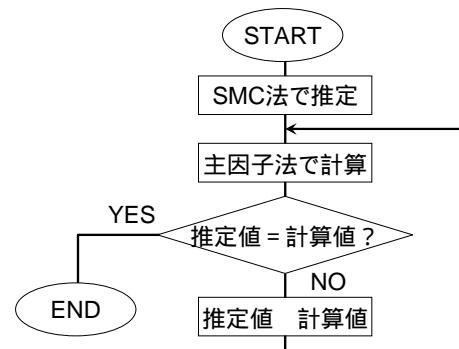 START
SMC法で推定
主因子法で計算
YES
推定値=計算値?
NO
END
推定値 計算値